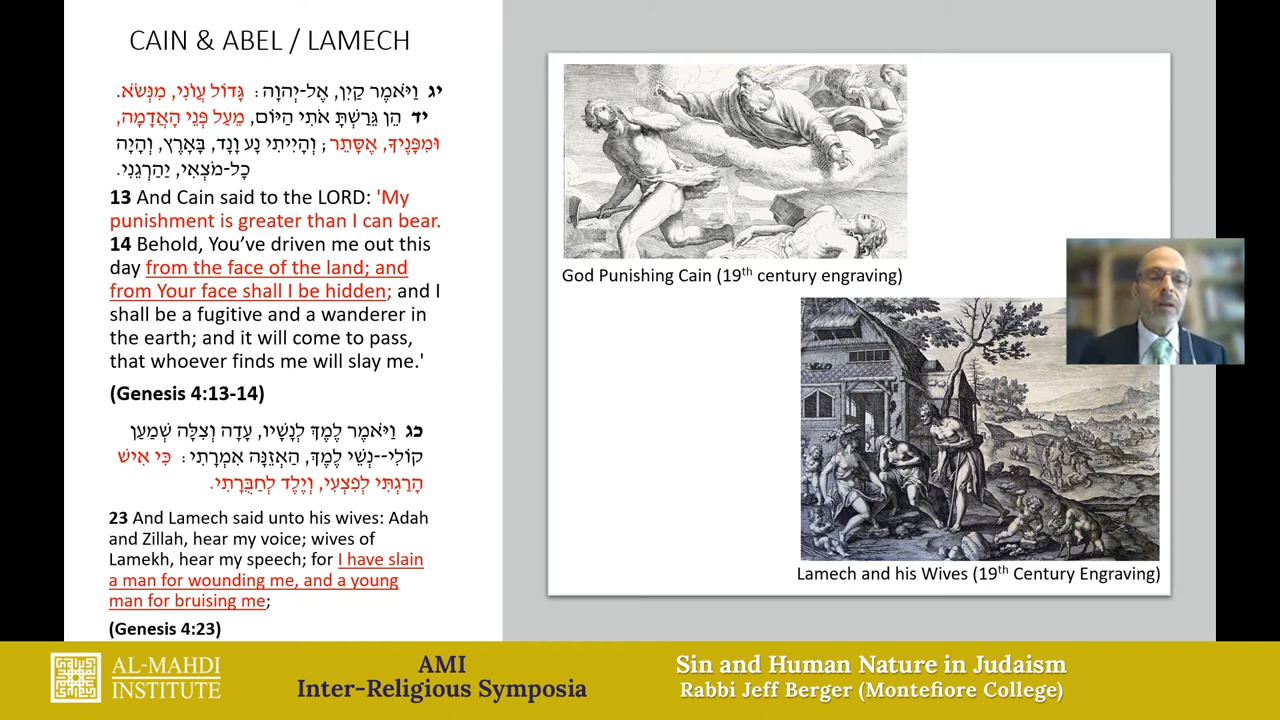 CAIN & ABEL / LAMECH
יג וַיֹּאמֶר קַיִן, אֶל-יְהוָה: גָּדוֹל עֲוֺנִי, מִנְּשֹׂא.
יד הֵן גֵּרַשְׁתָּ אֹתִי הַיּוֹם, מֵעַל פְּנֵי הָאֲדָמָה,
וּמִפָּנֶיךָ, אֶסָּתֵר; וְהָיִיתִי נָע וָנָד, בָּאָרֶץ, וְהָיָה
כָל-מֹצְאִי, יַהַרְגֵנִי.
13 And Cain said to the LORD: 'My
punishment is greater than I can bear.
14 Behold, You’ve driven me out this
day from the face of the land; and
from Your face shall I be hidden; and I
shall be a fugitive and a wanderer in
the earth; and it will come to pass,
that whoever finds me will slay me.'
(Genesis 4:13-14)
כג וַיֹּאמֶר לֶמֶךְ לְנָשָׁיו, עָדָה וְצִלָּה שְׁמַעַן
קוֹלִי--נְשֵׁי לֶמֶךְ, הַאְזֵנָּה אִמְרָתִי: כִּי אִישׁ
הָרַגְתִּי לְפִצְעִי, וְיֶלֶד לְחַבֻּרָתִי.
23 And Lamech said unto his wives: Adah
and Zillah, hear my voice; wives of
Lamekh, hear my speech; for I have slain
a man for wounding me, and a young
man for bruising me;
(Genesis 4:23)
God Punishing Cain (19th century engraving)
Lamech and his Wives (19th Century Engraving)
AL-MAHDI
INSTITUTE
AMI
Inter-Religious Symposia
Sin and Human Nature in Judaism
Rabbi Jeff Berger (Montefiore College)